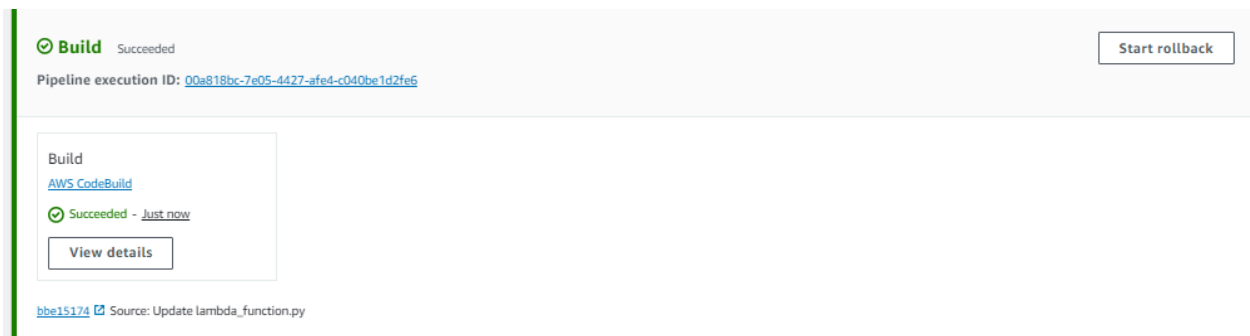 Build Succeeded
Start rollback
Pipeline execution ID: 00a818bc-7e05-4427-afe4-c040be1d2fe6
Build
AWS CodeBuild
Succeeded - Just now
View details
bbe15174 Source: Update lambda_function.py